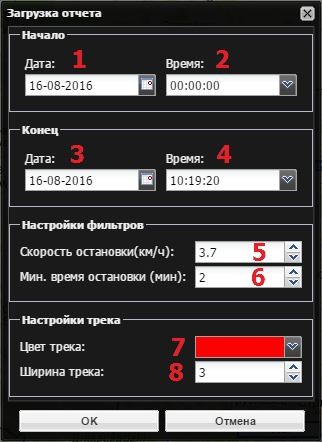 Загрузка отчета
Начало
Дата: 1 Время: 2
16-08-2016 00:00:00
Конец
Дата: 3 Время: 4
16-08-2016 10:19:20
Настройки фильтров
Скорость остановки(км/ч): 3.7 5
Мин. время остановки (мин): 2 6
Настройки трека
Цвет трека: 7
Ширина трека: 8 3
OK Отмена